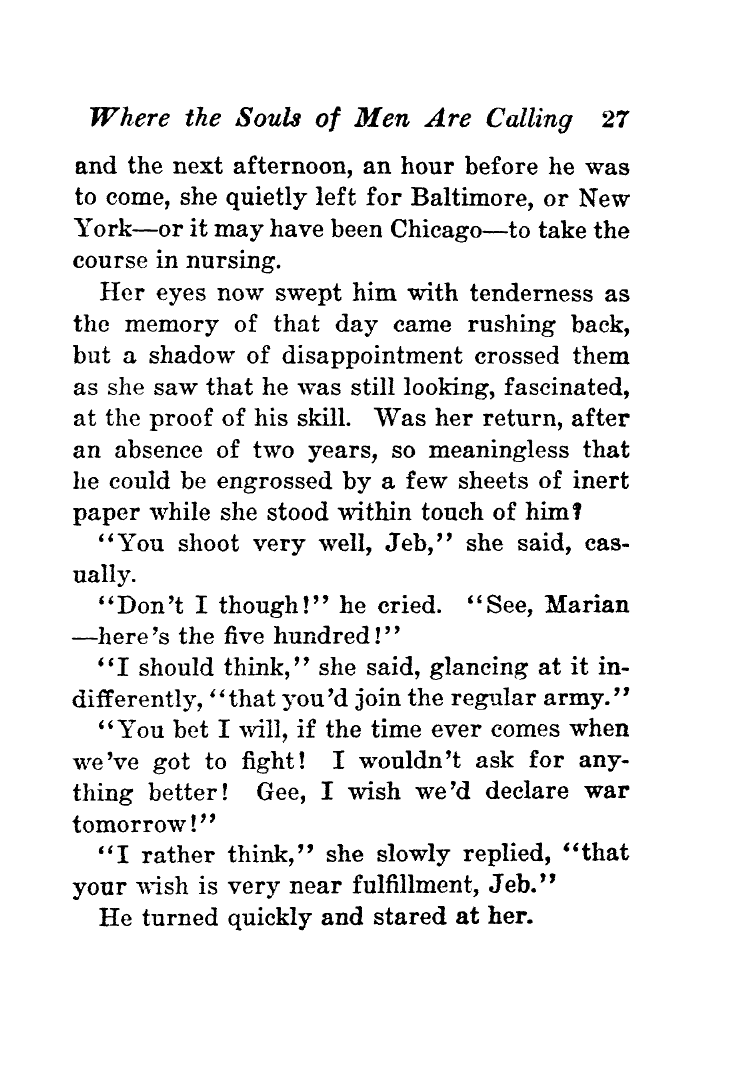 Where the Souls of Men Are Calling 27
and the next afternoon, an hour before he was
to come, she quietly left for Baltimore, or New
York—or it may have been Chicago—to take the
course in nursing.
Her eyes now swept him with tenderness as
the memory of that day came rushing back,
but a shadow of disappointment crossed them
as she saw that he was still looking, fascinated,
at the proof of his skill. Was her return, after
an absence of two years, so meaningless that
he could be engrossed by a few sheets of inert
paper while she stood within touch of him?
"You shoot very well, Jeb," she said, cas-
ually.
"Don't I though!" he cried. "See, Marian
—here's the five hundred!"
"I should think," she said, glancing at it in-
differently, "that you'd join the regular army."
"You bet I will, if the time ever comes when
we've got to fight! I wouldn't ask for any-
thing better! Gee, I wish we'd declare war
tomorrow!"
"I rather think," she slowly replied, "that
your wish is very near fulfillment, Jeb."
He turned quickly and stared at her.